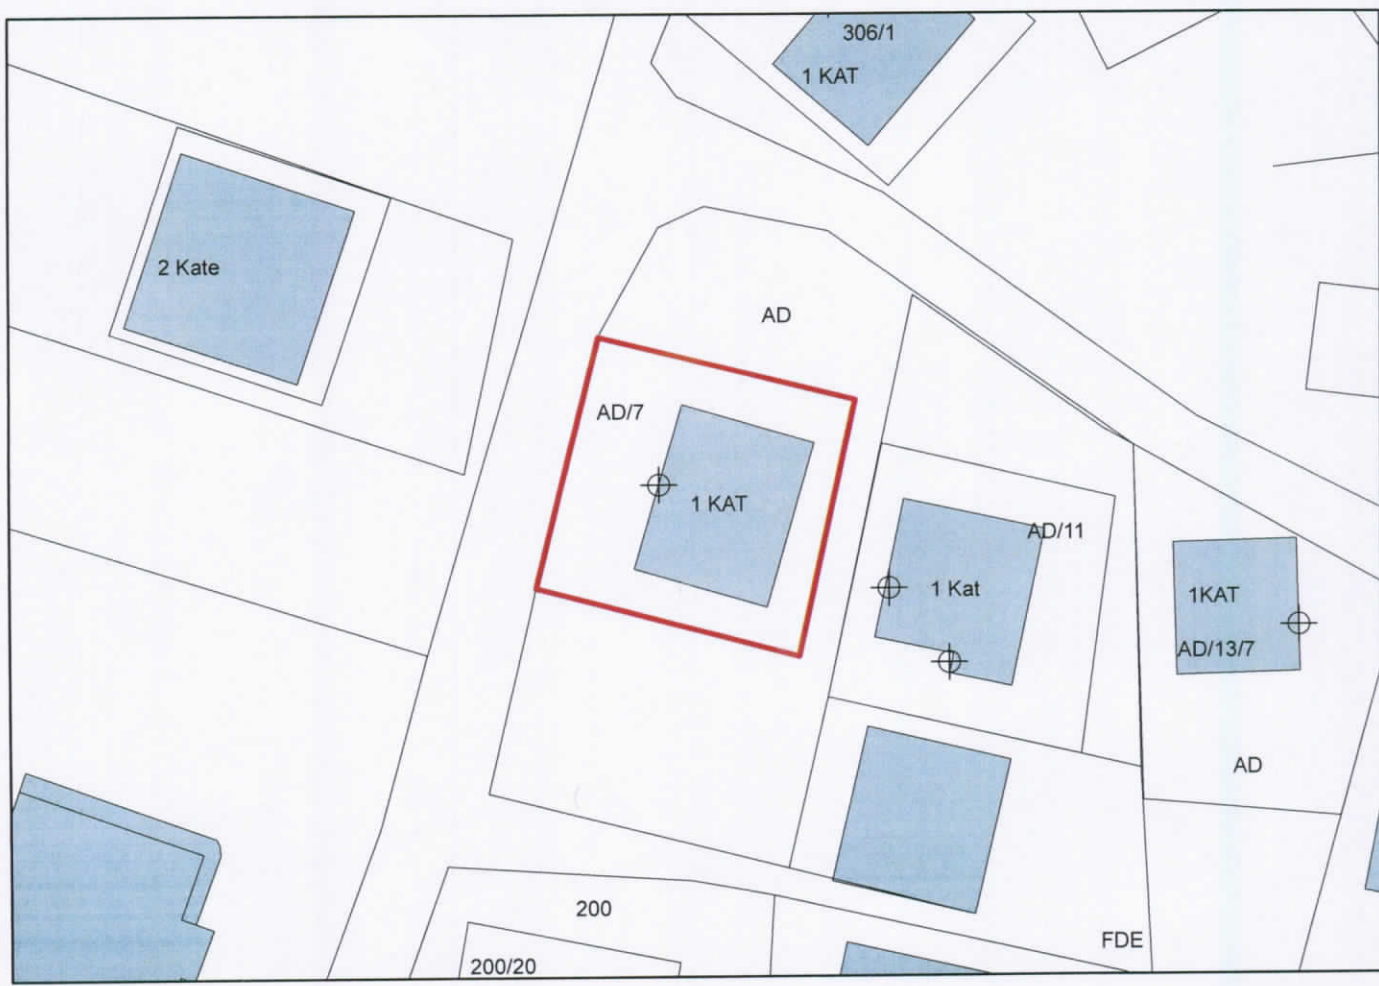 306/1
1 KAT
2 Kate
AD
AD/7
1 KAT
AD/11
1 Kat
1KAT
AD/13/7
AD
200
FDE
200/20